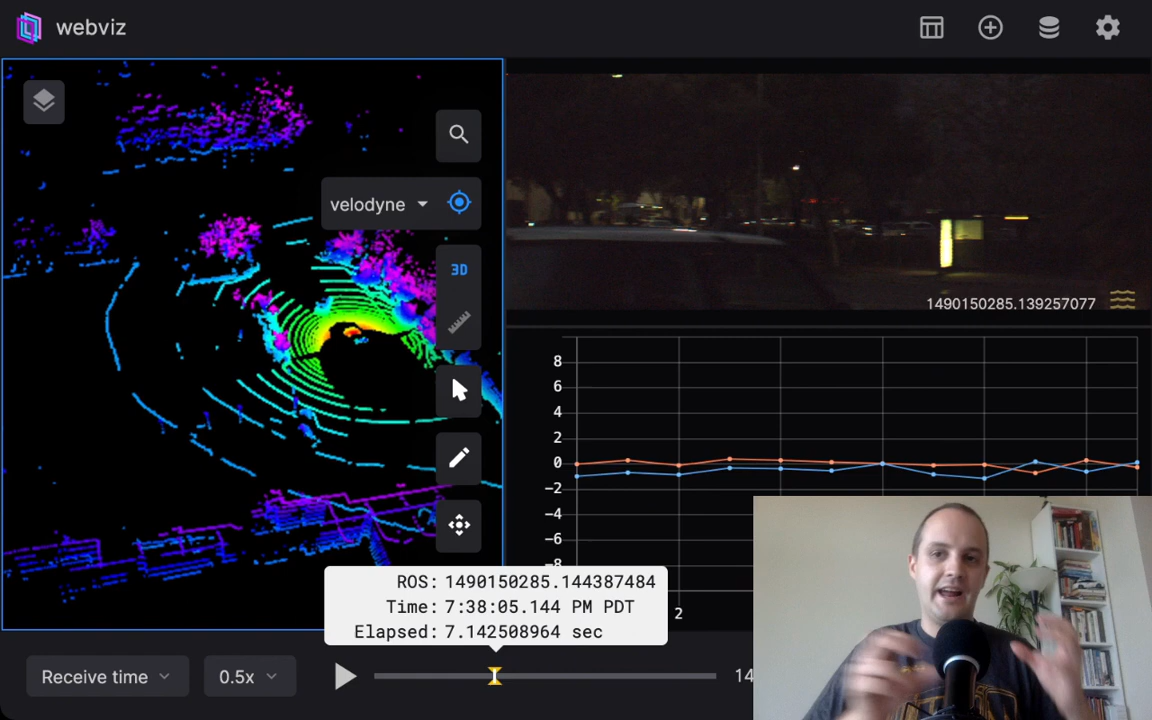 webviz
velodyne
3D
1490150285.139257077
8
6
4
2
0
−2
−4
−6
−8
2
ROS: 1490150285.144387484
Time: 7:38:05.144 PM PDT
Elapsed: 7.142508964 sec
Receive time
0.5x
14